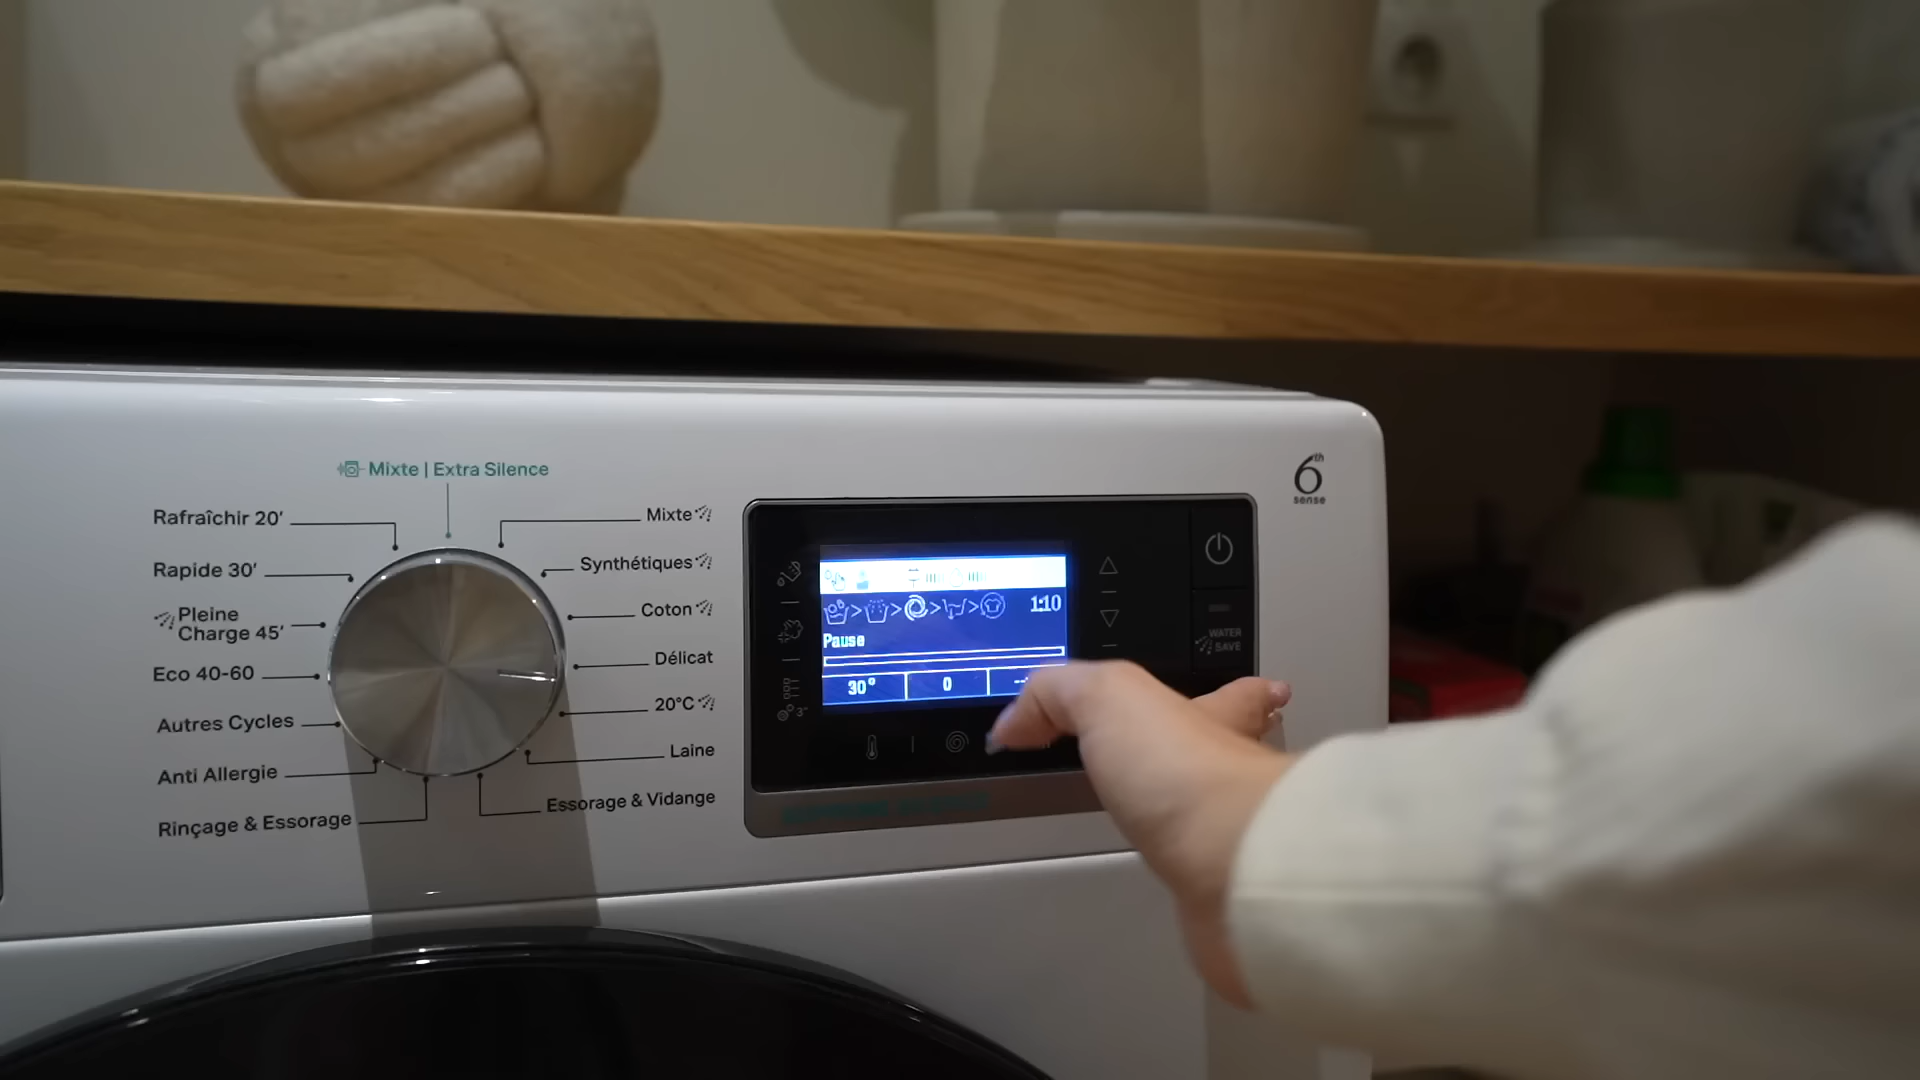 Mixte | Extra Silence
Rafraîchir 20'
Rapide 30'
Pleine
Charge 45'
Eco 40-60
Autres Cycles
Anti Allergie
Rinçage & Essorage
Mixte
Synthétiques
Coton
Délicat
20°C
Laine
Essorage & Vidange
1:10
Pause
30°
0
3"
WATER
SAVE
6th
sense